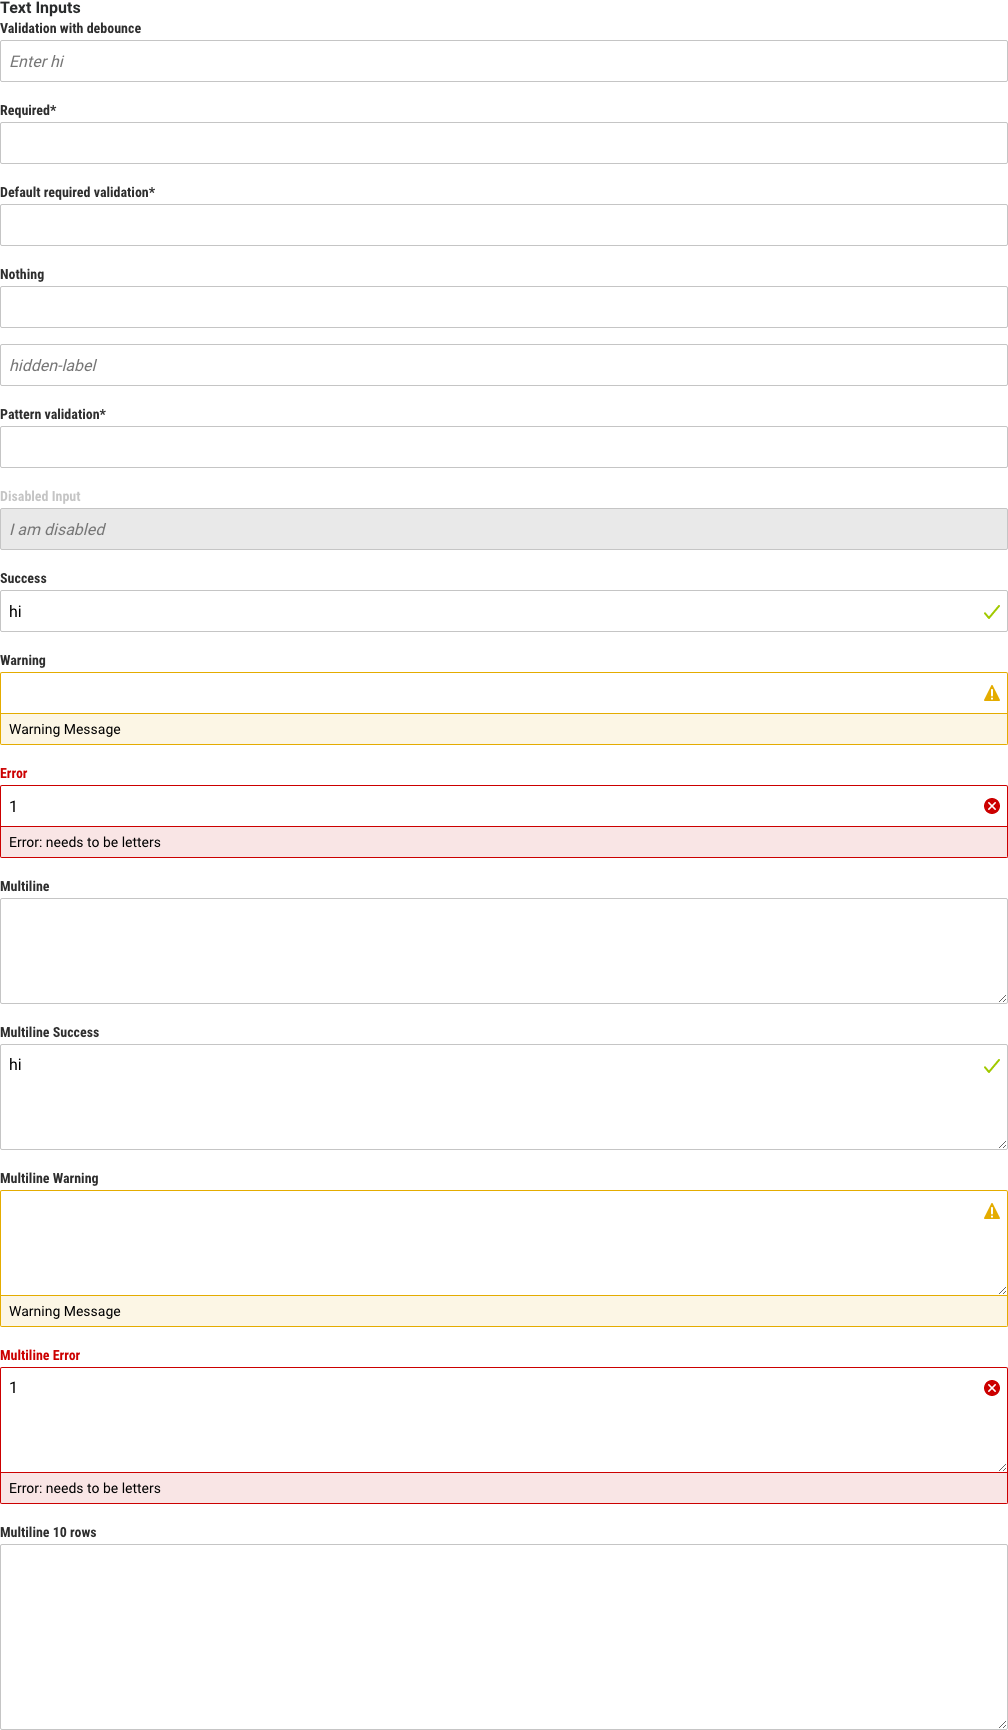 Text Inputs
Validation with debounce
Enter hi
Required*
Default required validation*
Nothing
hidden-label
Pattern validation*
Disabled Input
I am disabled
Success
hi
Warning
Warning Message
Error
1
Error: needs to be letters
Multiline
Multiline Success
hi
Multiline Warning
Warning Message
Multiline Error
1
Error: needs to be letters
Multiline 10 rows